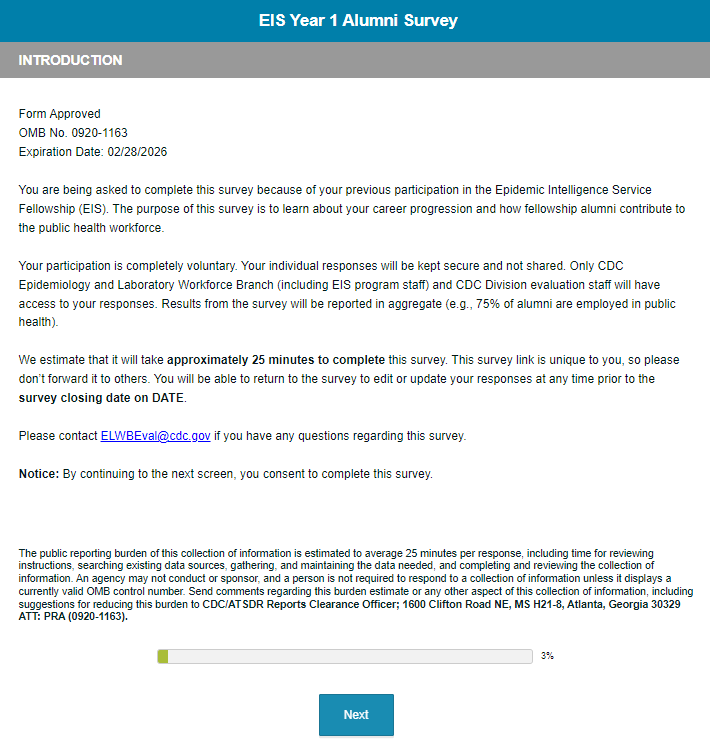 EIS Year 1 Alumni Survey
INTRODUCTION
Form Approved
OMB No. 0920-1163
Expiration Date: 02/28/2026
You are being asked to complete this survey because of your previous participation in the Epidemic Intelligence Service
Fellowship (EIS). The purpose of this survey is to learn about your career progression and how fellowship alumni contribute to
the public health workforce.
Your participation is completely voluntary. Your individual responses will be kept secure and not shared. Only CDC
Epidemiology and Laboratory Workforce Branch (including EIS program staff) and CDC Division evaluation staff will have
access to your responses. Results from the survey will be reported in aggregate (e.g., 75% of alumni are employed in public
health).
We estimate that it will take approximately 25 minutes to complete this survey. This survey link is unique to you, so please
don't forward it to others. You will be able to return to the survey to edit or update your responses at any time prior to the
survey closing date on DATE.
Please contact ELWBEval@cdc.gov if you have any questions regarding this survey.
Notice: By continuing to the next screen, you consent to complete this survey.
The public reporting burden of this collection of information is estimated to average 25 minutes per response, including time for reviewing
instructions, searching existing data sources, gathering, and maintaining the data needed, and completing and reviewing the collection of
information. An agency may not conduct or sponsor, and a person is not required to respond to a collection of information unless it displays a
currently valid OMB control number. Send comments regarding this burden estimate or any other aspect of this collection of information, including
suggestions for reducing this burden to CDC/ATSDR Reports Clearance Officer; 1600 Clifton Road NE, MS H21-8, Atlanta, Georgia 30329
ATT: PRA (0920-1163).
3%
Next